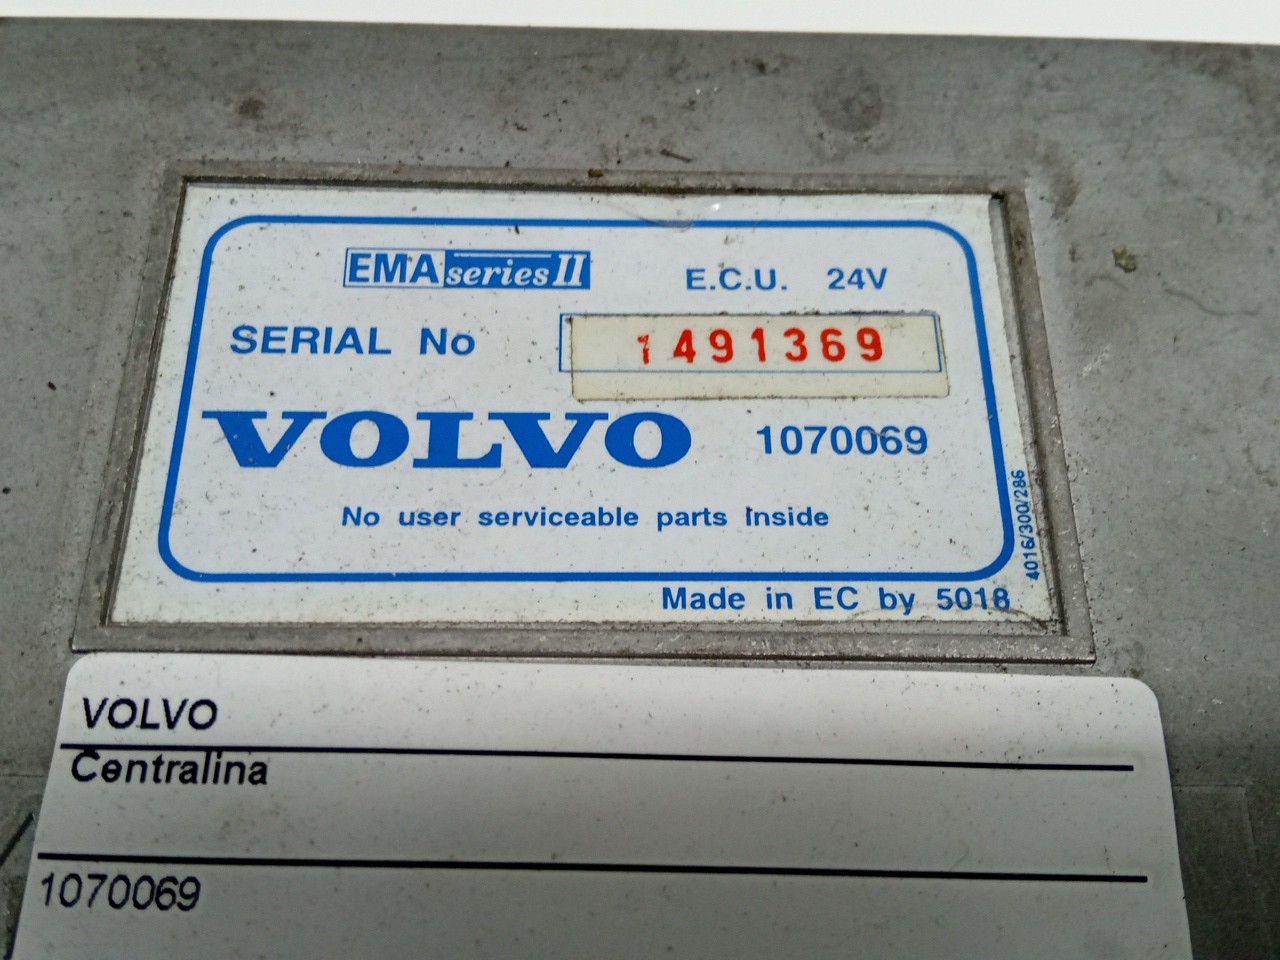 EMA series II
E.C.U. 24V
SERIAL No 1491369
VOLVO 1070069
No user serviceable parts Inside
4016/300/286
Made in EC by 5018
VOLVO
Centralina
1070069